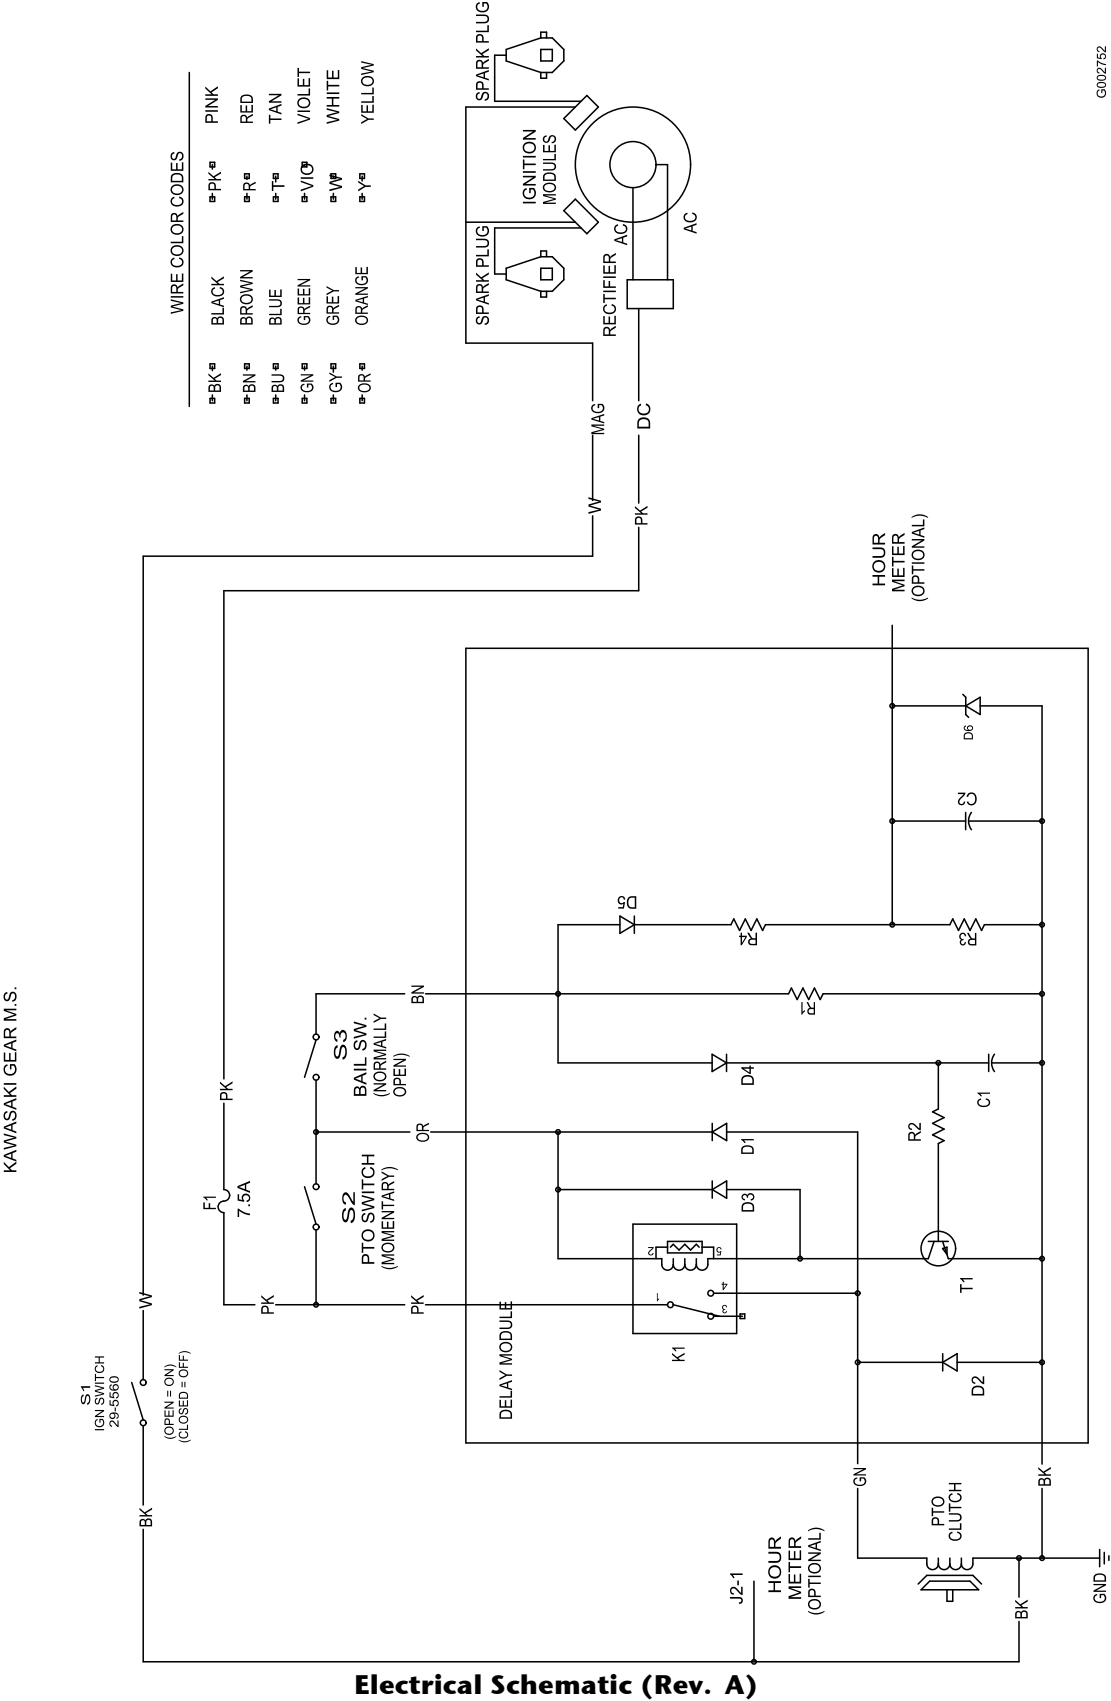 KAWASAKI GEAR M.S.
S1
IGN SWITCH
29-5560
(OPEN = ON)
(CLOSED = OFF)
BK
W
WIRE COLOR CODES
BK BLACK PK PINK
BN BROWN R RED
BU BLUE T TAN
GN GREEN VIO VIOLET
GY GREY W WHITE
OR ORANGE Y YELLOW
F1
7.5A
PK
PK
PK
S2
PTO SWITCH
(MOMENTARY)
S3
BAIL SW.
(NORMALLY
OPEN)
OR
BN
SPARK PLUG
SPARK PLUG
IGNITION
MODULES
RECTIFIER
AC
AC
MAG
W
DC
PK
DELAY MODULE
K1
1
2
3
4
5
D3
D1
D4
R1
D5
R4
R2
T1
C1
R3
C2
D6
D2
HOUR
METER
(OPTIONAL)
GN
BK
PTO
CLUTCH
J2-1
HOUR
METER
(OPTIONAL)
BK
GND
G002752
Electrical Schematic (Rev. A)